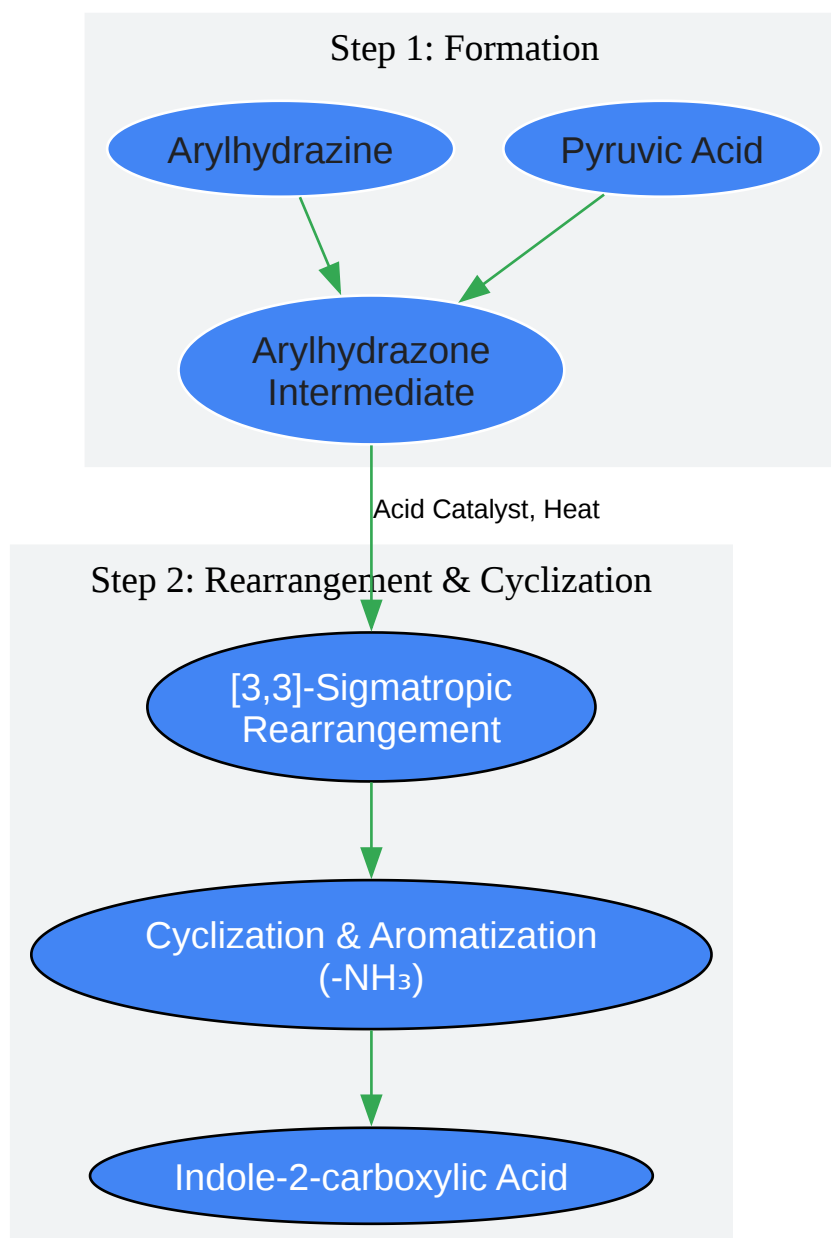 Step 1: Formation
Arylhydrazine
Pyruvic Acid
Arylhydrazone
Intermediate
Acid Catalyst, Heat
Step 2: Rearrangement & Cyclization
[3,3]-Sigmatropic
Rearrangement
Cyclization & Aromatization
(-NH₃)
Indole-2-carboxylic Acid